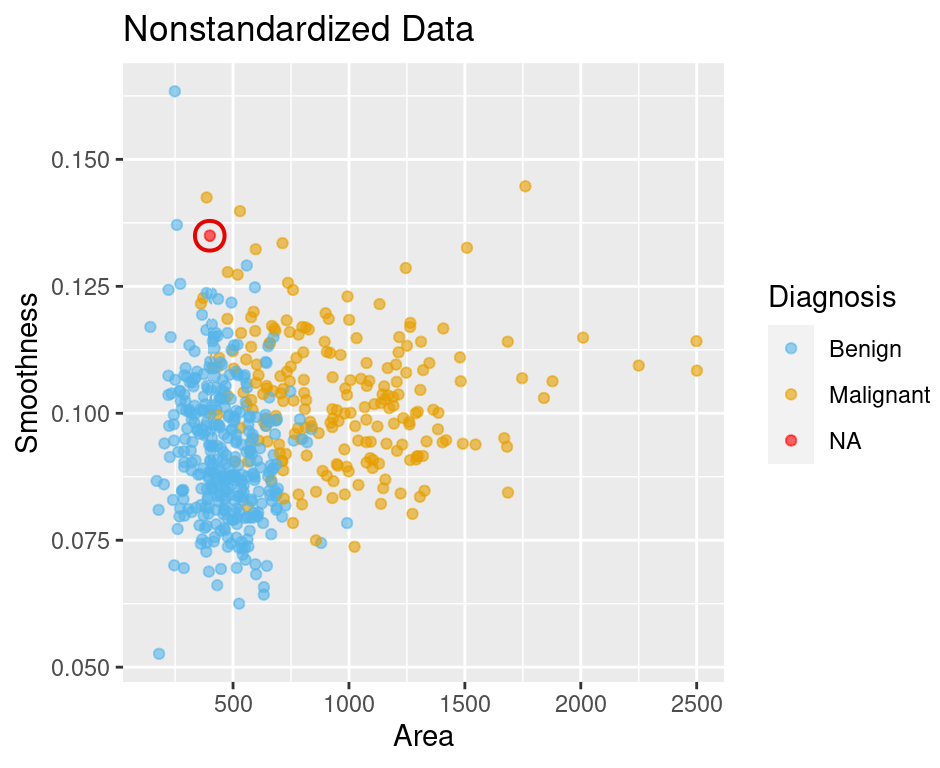 Nonstandardized Data
Smoothness
0.150
0.125
0.100
0.075
0.050
500 1000 1500 2000 2500
Area
Diagnosis
Benign
Malignant
NA